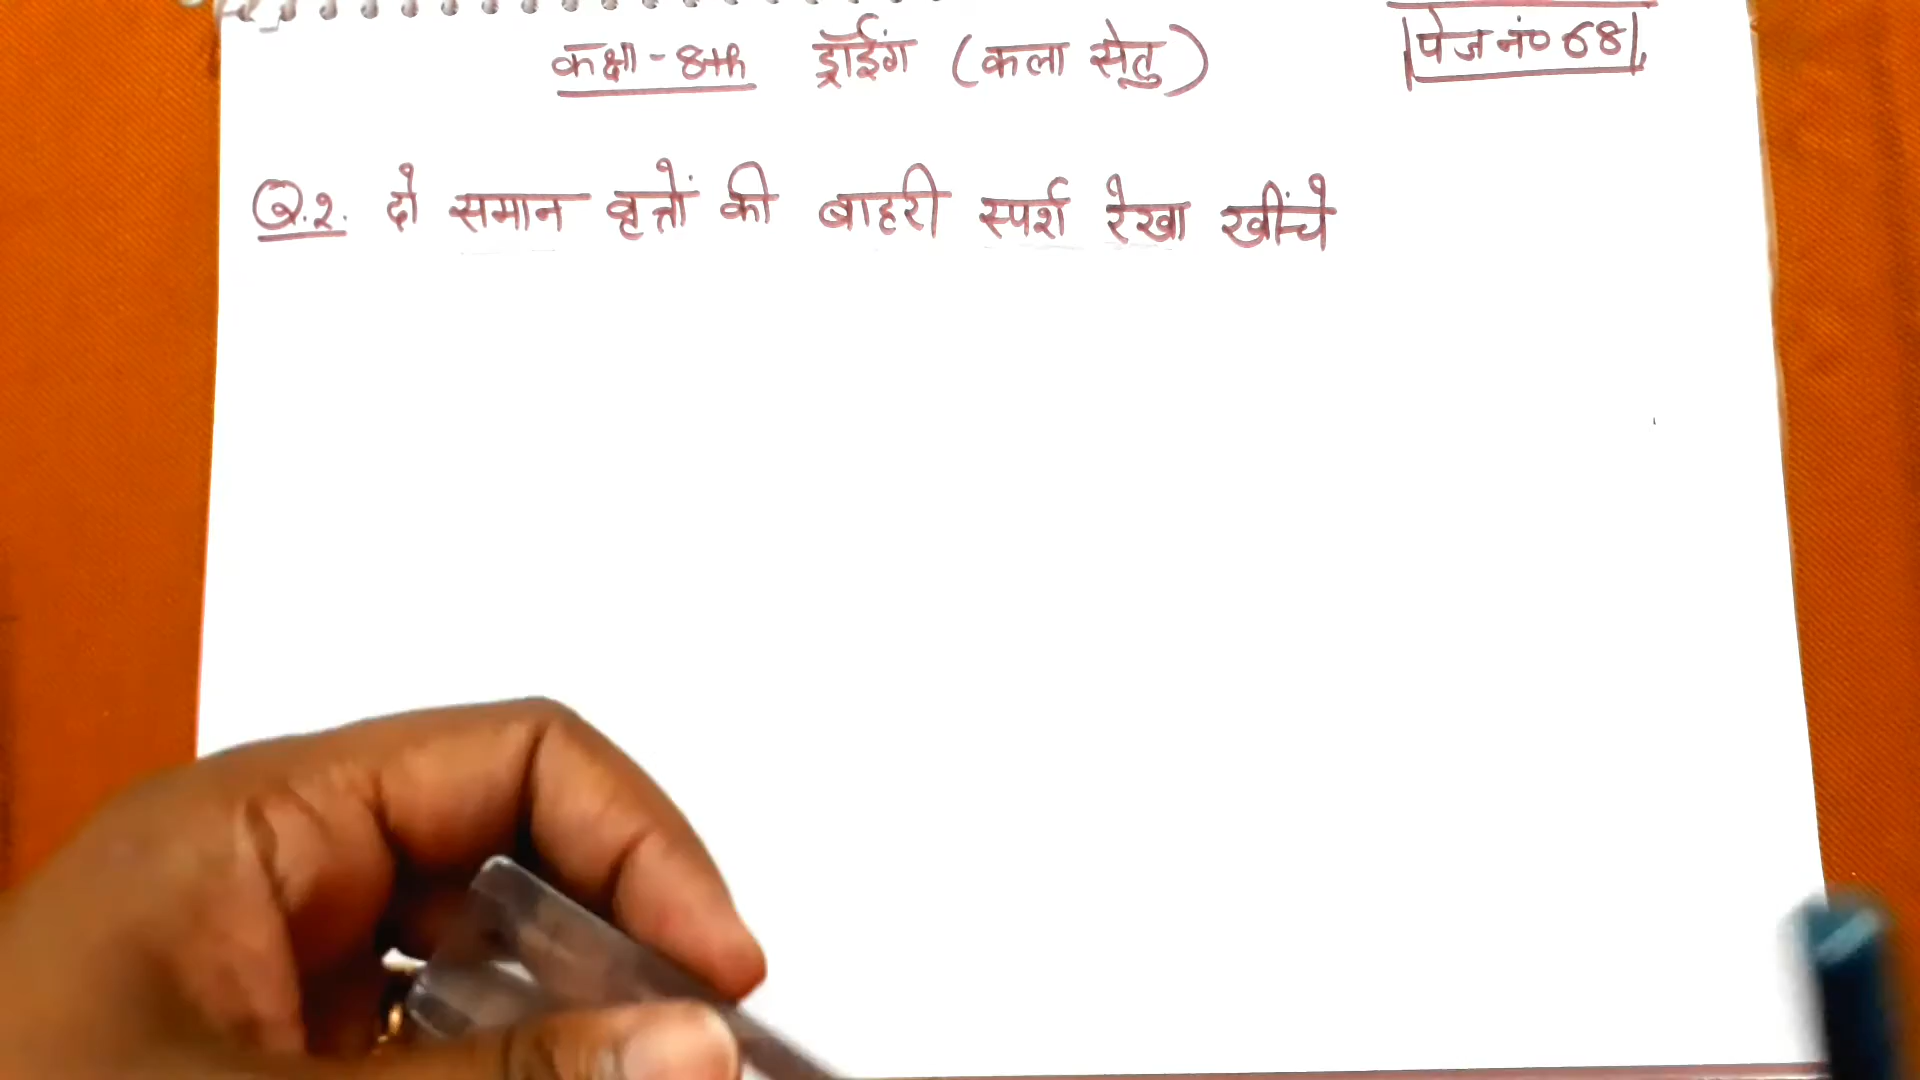 कक्षा - 8th ड्रॉईंग (कला सेतु) पेज नं० 68
Q.2. दो समान वृत्तों की बाहरी स्पर्श रेखा खींचे